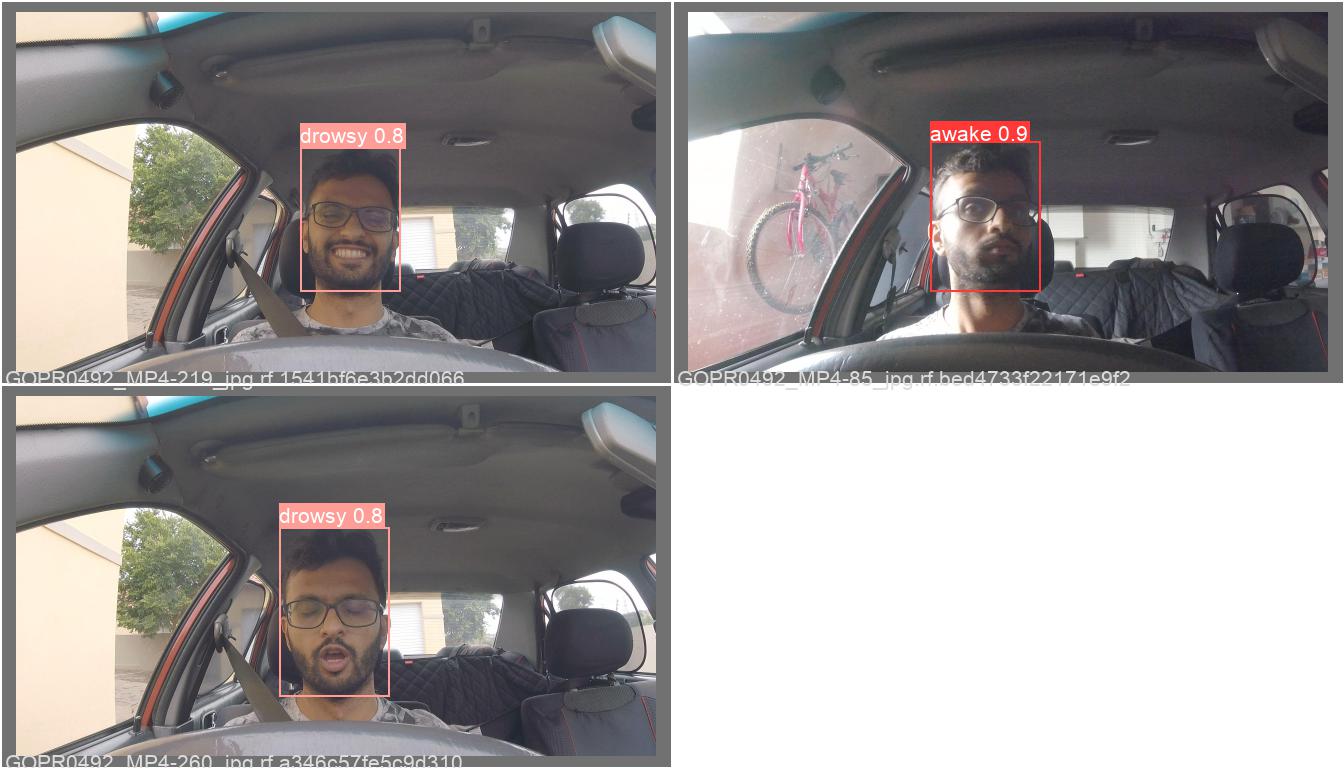 drowsy 0.8
awake 0.9
GOPR0492_MP4-219_jpg.rf.1541bf6e3b2dd066
GOPR0492_MP4-85_jpg.rf.bed4733f22171e9f2
drowsy 0.8
GOPR0492_MP4-260_jpg.rf.a346c57fe5c9d310